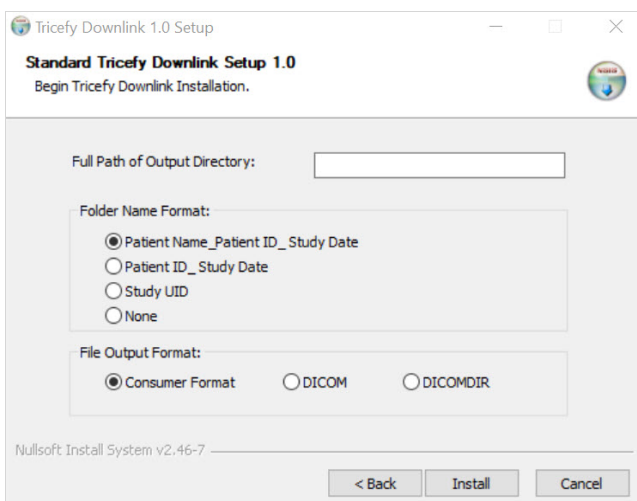 Tricefy Downlink 1.0 Setup
Standard Tricefy Downlink Setup 1.0
Begin Tricefy Downlink Installation.
Full Path of Output Directory:
Folder Name Format:
Patient Name_Patient ID_ Study Date
Patient ID_ Study Date
Study UID
None
File Output Format:
Consumer Format DICOM DICOMDIR
Nullsoft Install System v2.46-7
< Back Install Cancel